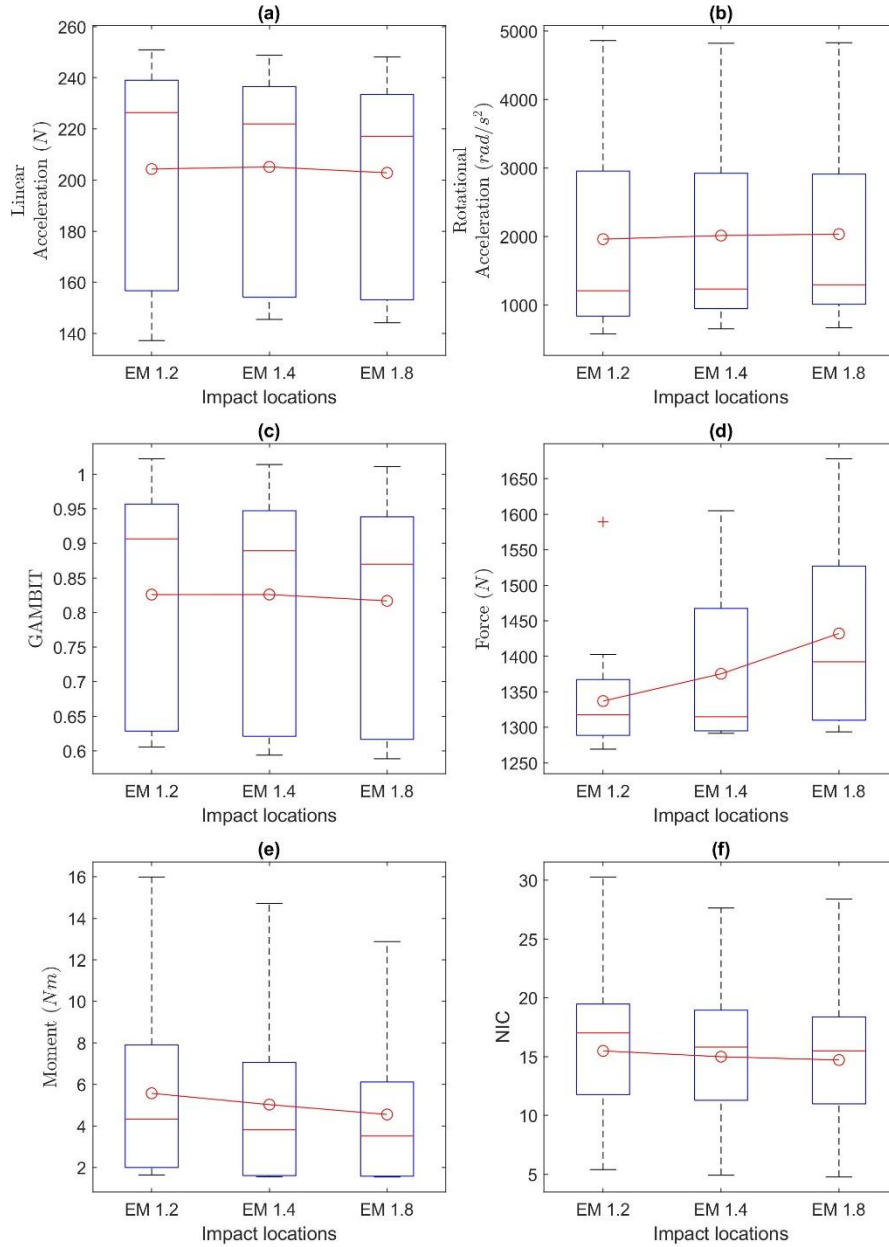 (a)
260
240
220
200
180
160
140
Linear
Acceleration (N)
EM 1.2 EM 1.4 EM 1.8
Impact locations
(b)
5000
4000
3000
2000
1000
Rotational
Acceleration (rad/s²)
EM 1.2 EM 1.4 EM 1.8
Impact locations
(c)
1
0.95
0.9
0.85
0.8
0.75
0.7
0.65
0.6
GAMBIT
EM 1.2 EM 1.4 EM 1.8
Impact locations
(d)
1650
1600
1550
1500
1450
1400
1350
1300
1250
Force (N)
EM 1.2 EM 1.4 EM 1.8
Impact locations
(e)
16
14
12
10
8
6
4
2
Moment (Nm)
EM 1.2 EM 1.4 EM 1.8
Impact locations
(f)
30
25
20
15
10
5
NIC
EM 1.2 EM 1.4 EM 1.8
Impact locations